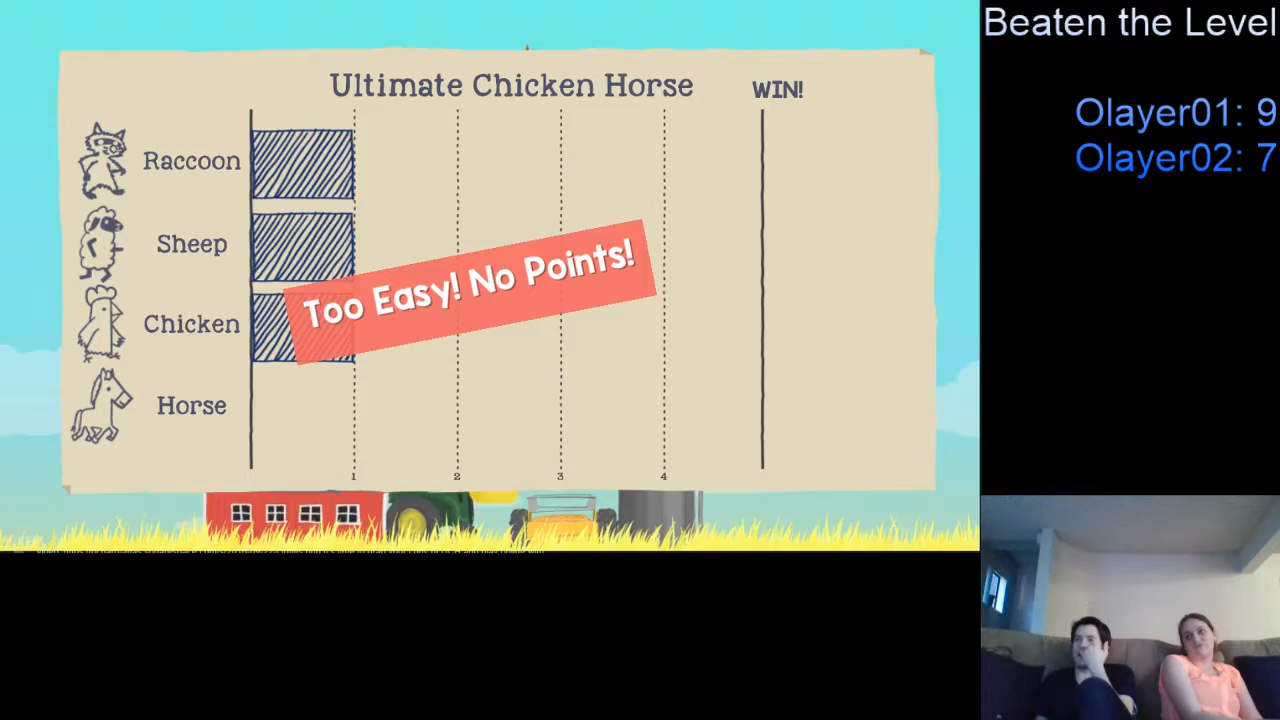 Ultimate Chicken Horse
WIN!
Raccoon
Sheep
Chicken
Horse
Too Easy! No Points!
1 2 3 4
Beaten the Level
Olayer01: 9
Olayer02: 7